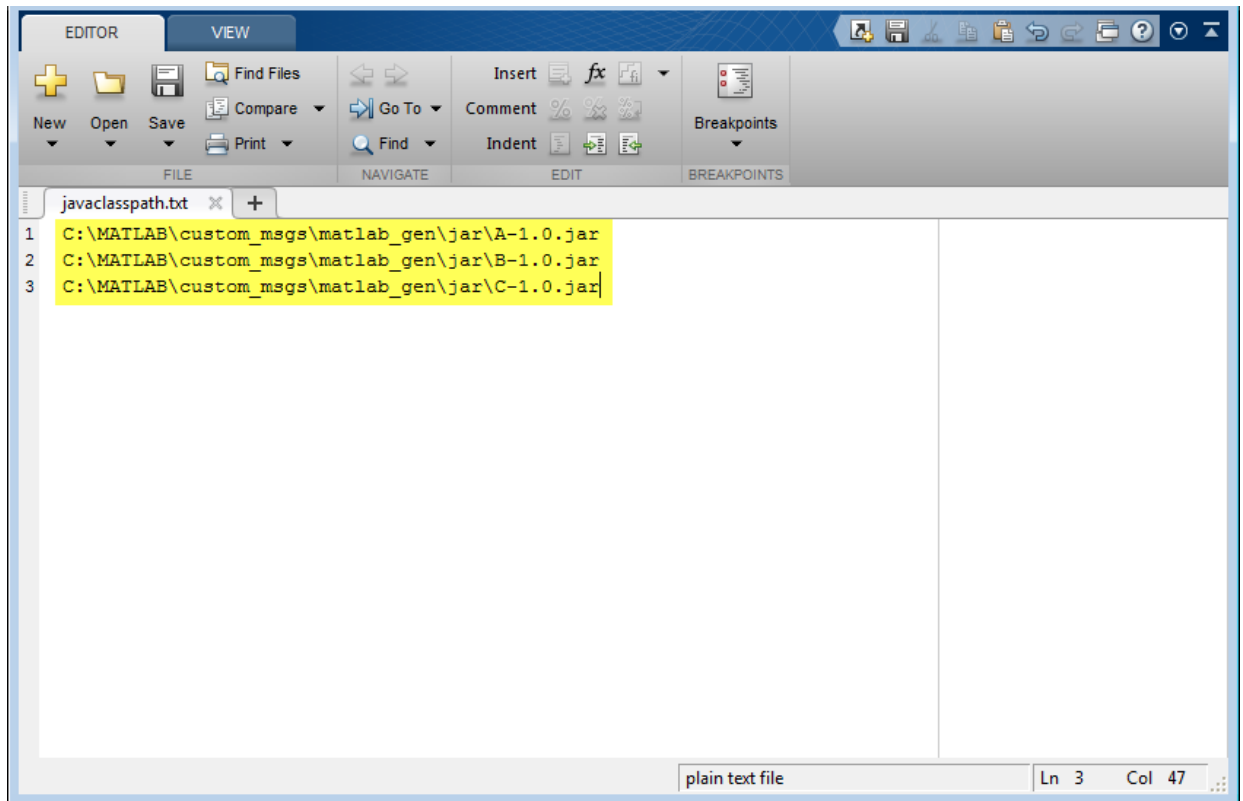 EDITOR VIEW
New Open Save
Find Files
Compare
Print
FILE
Go To
Find
NAVIGATE
Insert fx
Comment
Indent
EDIT
Breakpoints
BREAKPOINTS
javaclasspath.txt
1 C:\MATLAB\custom_msgs\matlab_gen\jar\A-1.0.jar
2 C:\MATLAB\custom_msgs\matlab_gen\jar\B-1.0.jar
3 C:\MATLAB\custom_msgs\matlab_gen\jar\C-1.0.jar
plain text file Ln 3 Col 47